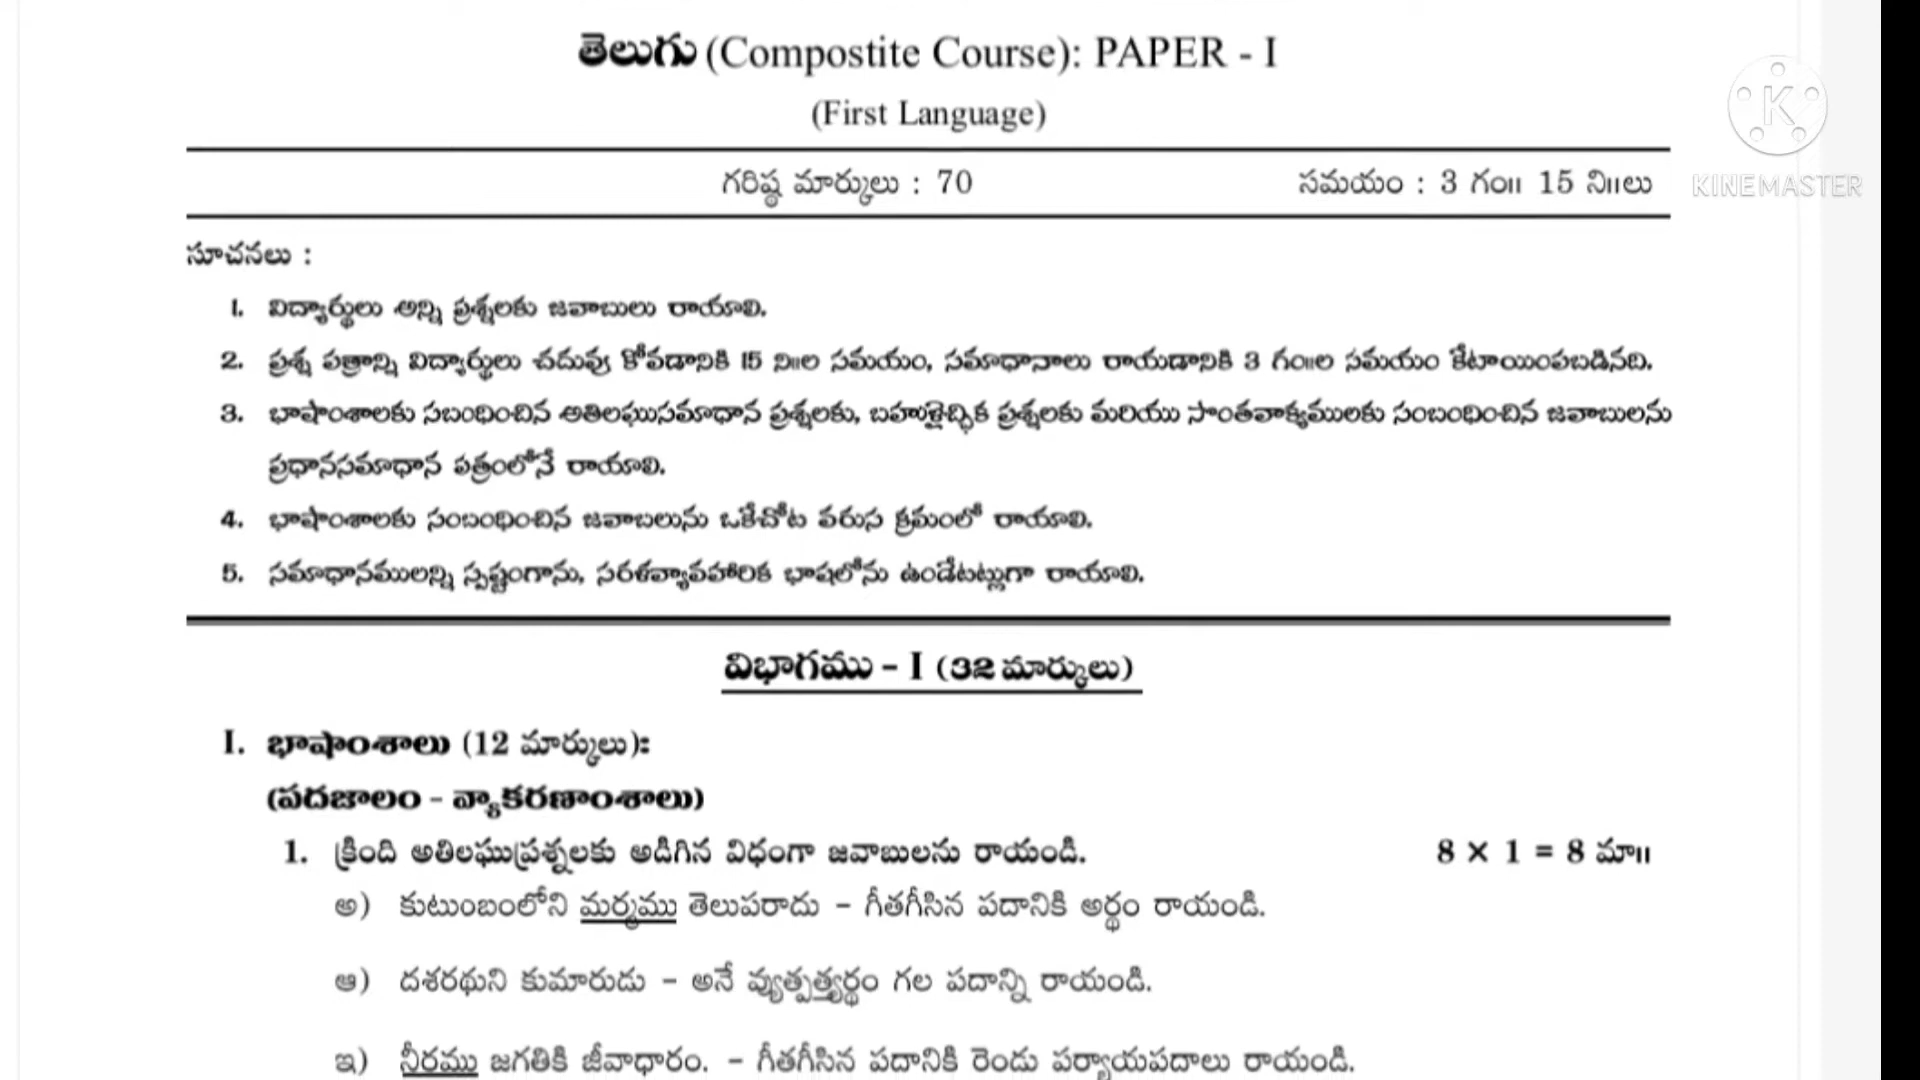 తెలుగు (Compostite Course): PAPER - I
(First Language)
గరిష్ఠ మార్కులు : 70 సమయం : 3 గం॥ 15 ని॥లు
KINEMASTER
సూచనలు :
1. విద్యార్థులు అన్ని ప్రశ్నలకు జవాబులు రాయాలి.
2. ప్రశ్న పత్రాన్ని విద్యార్థులు చదువు కోవడానికి 15 ని॥ల సమయం, సమాధానాలు రాయడానికి 3 గం॥ల సమయం కేటాయింపబడినది.
3. భాషాంశాలకు సబంధించిన అతిలఘుసమాధాన ప్రశ్నలకు, బహుళైచ్ఛిక ప్రశ్నలకు మరియు సొంతవాక్యములకు సంబంధించిన జవాబులను
ప్రధానసమాధాన పత్రంలోనే రాయాలి.
4. భాషాంశాలకు సంబంధించిన జవాబలును ఒకేచోట వరుస క్రమంలో రాయాలి.
5. సమాధానములన్ని స్పష్టంగాను, సరళవ్యావహారిక భాషలోను ఉండేటట్లుగా రాయాలి.
విభాగము - I (32 మార్కులు)
I. భాషాంశాలు (12 మార్కులు):
(పదజాలం - వ్యాకరణాంశాలు)
1. క్రింది అతిలఘుప్రశ్నలకు అడిగిన విధంగా జవాబులను రాయండి. 8 × 1 = 8 మా॥
అ) కుటుంబంలోని మర్మము తెలుపరాదు - గీతగీసిన పదానికి అర్థం రాయండి.
ఆ) దశరథుని కుమారుడు - అనే వ్యుత్పత్త్యర్థం గల పదాన్ని రాయండి.
ఇ) నీరము జగతికి జీవాధారం. - గీతగీసిన పదానికి రెండు పర్యాయపదాలు రాయండి.